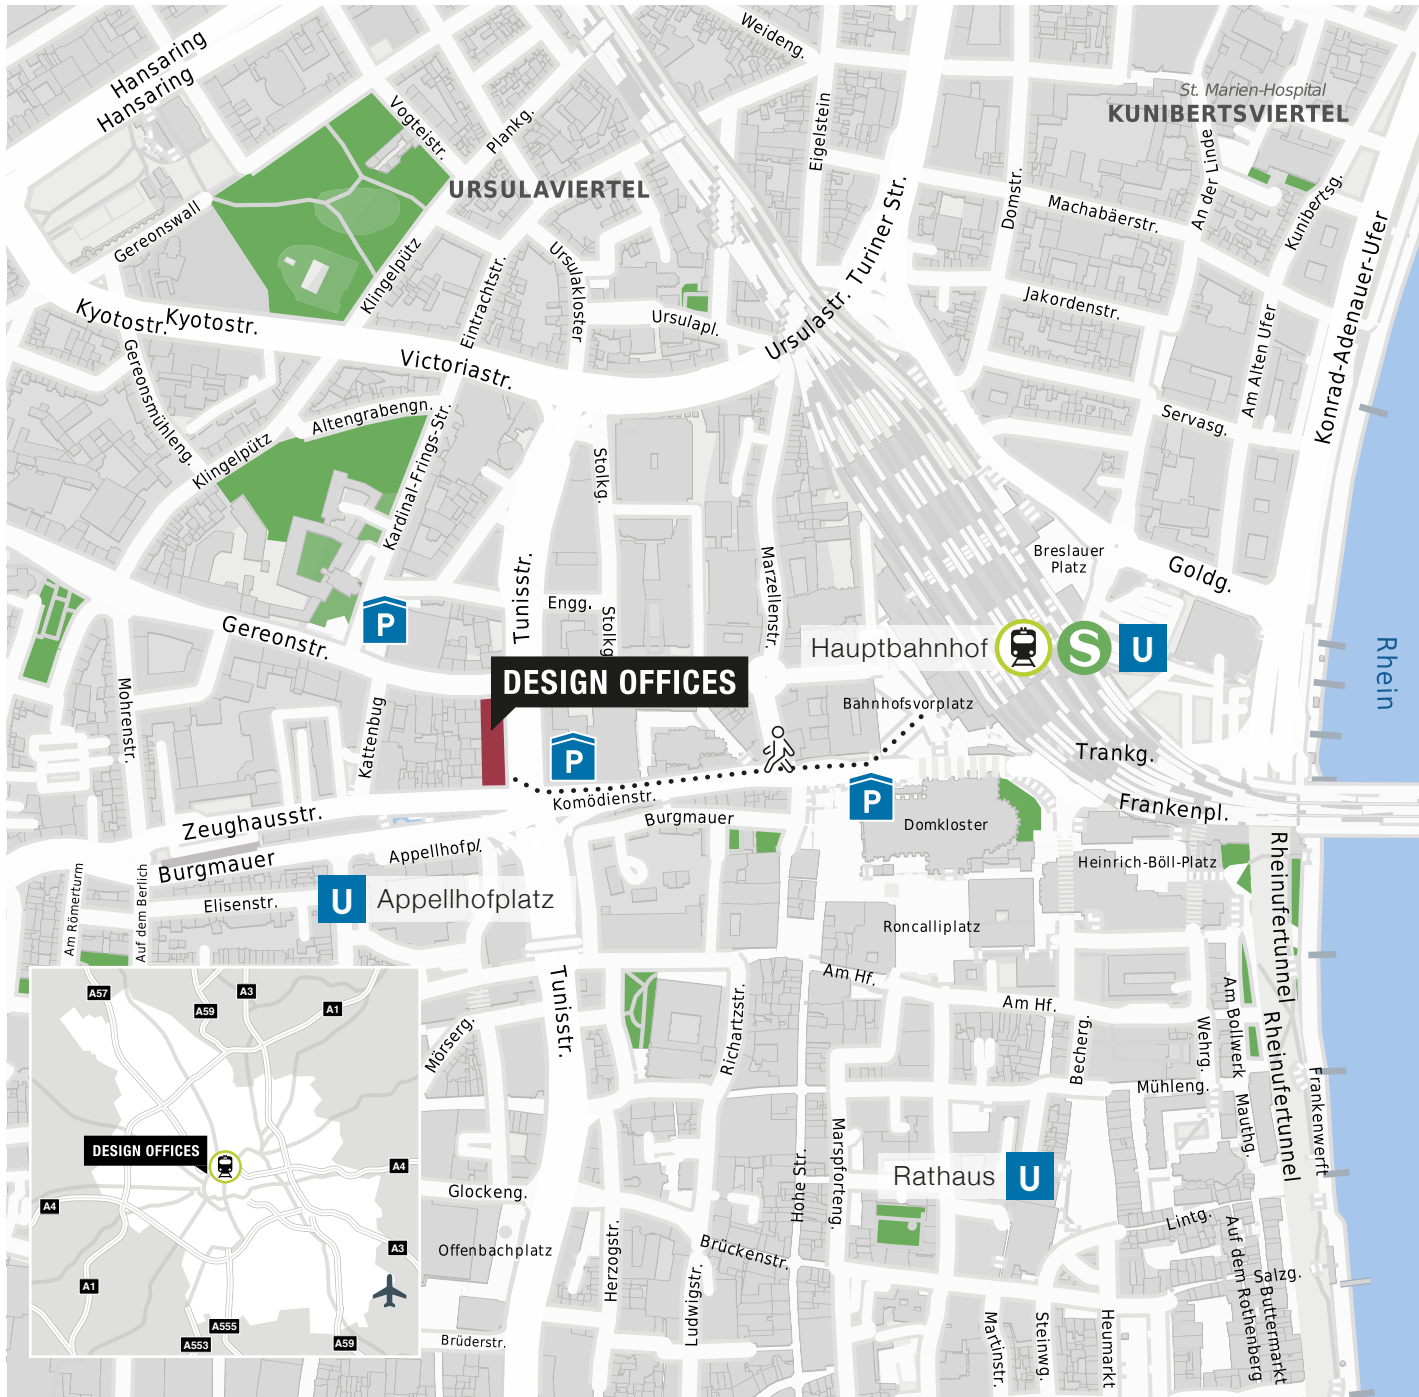 Hansaring
Hansaring
Weideng.
St. Marien-Hospital
KUNIBERTSVIERTEL
Vogteistr.
Plankg.
Eigelstein
An der Linde
URSULAVIERTEL
Domstr.
Machabäerstr.
Kunibertsg.
Gereonswall
Klingelpütz
Eintrachtstr.
Ursulakloster
Turiner Str.
Konrad-Adenauer-Ufer
Kyotostr.
Kyotostr.
Ursulapl.
Ursulastr.
Jakordenstr.
Am Alten Ufer
Gereonsmühleng.
Victoriastr.
Altengrabengn.
Klingelpütz
Kardinal-Frings-Str.
Servasg.
Stolkg.
Tunisstr.
Marzellenstr.
Breslauer
Platz
Goldg.
P
Engg.
Stolkg
Gereonstr.
Hauptbahnhof
S
U
Rhein
DESIGN OFFICES
Mohrenstr.
Kattenbug
Bahnhofsvorplatz
P
Trankg.
P
Komödienstr.
Frankenpl.
Zeughausstr.
Burgmauer
Domkloster
Burgmauer
Appellhofpl.
Heinrich-Böll-Platz
Rheinufertunnel
Am Römerturm
Auf dem Berlich
Elisenstr.
U
Appellhofplatz
Roncalliplatz
Tunisstr.
Am Hf.
Am Hf.
Am Bollwerk
Rheinufertunnel
Mörserg.
Richartzstr.
Becherg.
Wehrg.
Mühleng.
Mauthg.
Frankenwerft
A57
A59
A3
A1
DESIGN OFFICES
A4
A4
A3
A1
A555
A553
A59
Marspforteng.
Hohe Str.
Rathaus
U
Glockeng.
Offenbachplatz
Herzogstr.
Brückenstr.
Ludwigstr.
Lintg.
Auf dem Rothenberg
Salzg.
Buttermarkt
Brüderstr.
Martinstr.
Steinwg.
Heumarkt